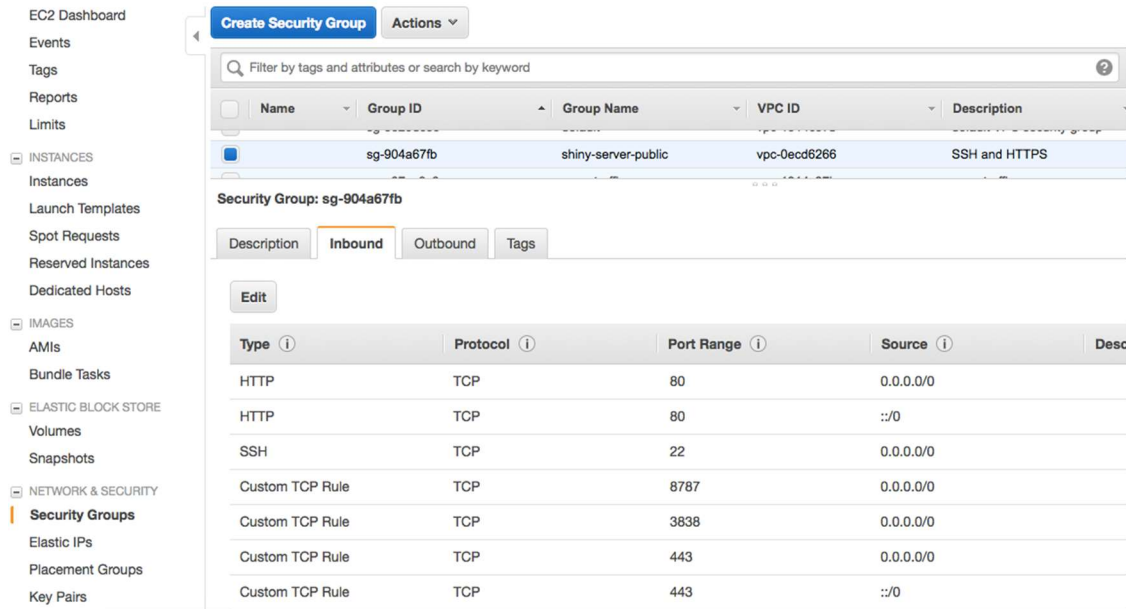 EC2 Dashboard
Events
Tags
Reports
Limits
INSTANCES
Instances
Launch Templates
Spot Requests
Reserved Instances
Dedicated Hosts
IMAGES
AMIs
Bundle Tasks
ELASTIC BLOCK STORE
Volumes
Snapshots
NETWORK & SECURITY
Security Groups
Elastic IPs
Placement Groups
Key Pairs
Create Security Group Actions
Filter by tags and attributes or search by keyword
Name Group ID Group Name VPC ID Description
sg-904a67fb shiny-server-public vpc-0ecd6266 SSH and HTTPS
Security Group: sg-904a67fb
Description Inbound Outbound Tags
Edit
Type Protocol Port Range Source Desc
HTTP TCP 80 0.0.0.0/0
HTTP TCP 80 ::/0
SSH TCP 22 0.0.0.0/0
Custom TCP Rule TCP 8787 0.0.0.0/0
Custom TCP Rule TCP 3838 0.0.0.0/0
Custom TCP Rule TCP 443 0.0.0.0/0
Custom TCP Rule TCP 443 ::/0